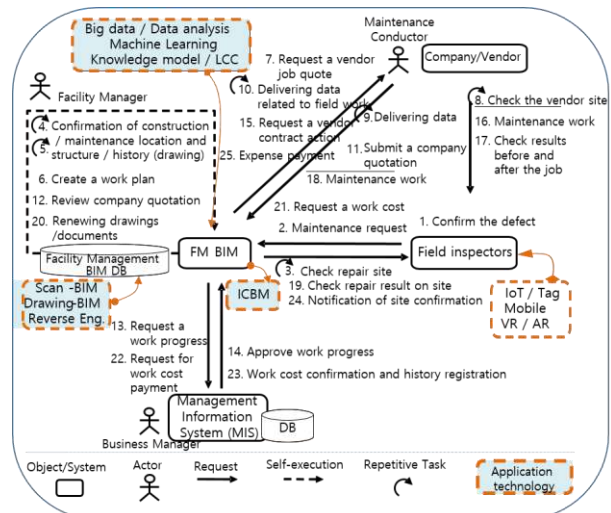 Big data / Data analysis
Machine Learning
Knowledge model / LCC
Maintenance
Conductor
Company/Vendor
7. Request a vendor
job quote
10. Delivering data
related to field work
15. Request a vendor
contract action
25. Expense payment
9. Delivering data
11. Submit a company
quotation
18. Maintenance work
8. Check the vendor site
16. Maintenance work
17. Check results
before and
after the job
Facility Manager
4. Confirmation of construction
5. / maintenance location and
structure / history (drawing)
6. Create a work plan
12. Review company quotation
20. Renewing drawings
/documents
21. Request a work cost
2. Maintenance request
1. Confirm the defect
Facility Management
BIM DB
FM BIM
Field inspectors
3. Check repair site
19. Check repair result on site
24. Notification of site confirmation
Scan -BIM
Drawing-BIM
Reverse Eng.
ICBM
IoT / Tag
Mobile
VR / AR
13. Request a
work progress
22. Request for
work cost
payment
14. Approve work progress
23. Work cost confirmation and history registration
Management
Information
System (MIS)
DB
Business Manager
Object/System
Actor
Request
Self-execution
Repetitive Task
Application
technology